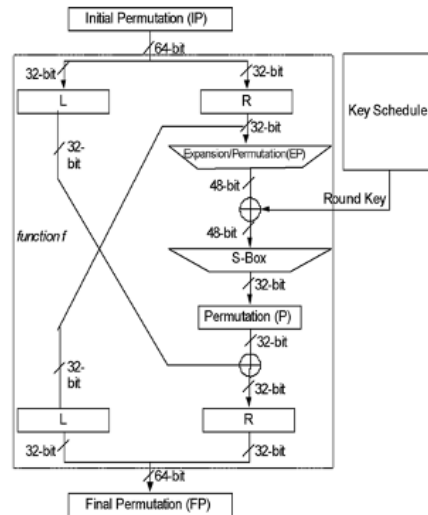 Initial Permutation (IP)
64-bit
32-bit
32-bit
L
R
Key Schedule
32-bit
32-
bit
Expansion/Permutation(EP)
48-bit
Round Key
48-bit
function f
S-Box
32-bit
Permutation (P)
32-bit
32-
bit
32-bit
L
R
32-bit
32-bit
64-bit
Final Permutation (FP)